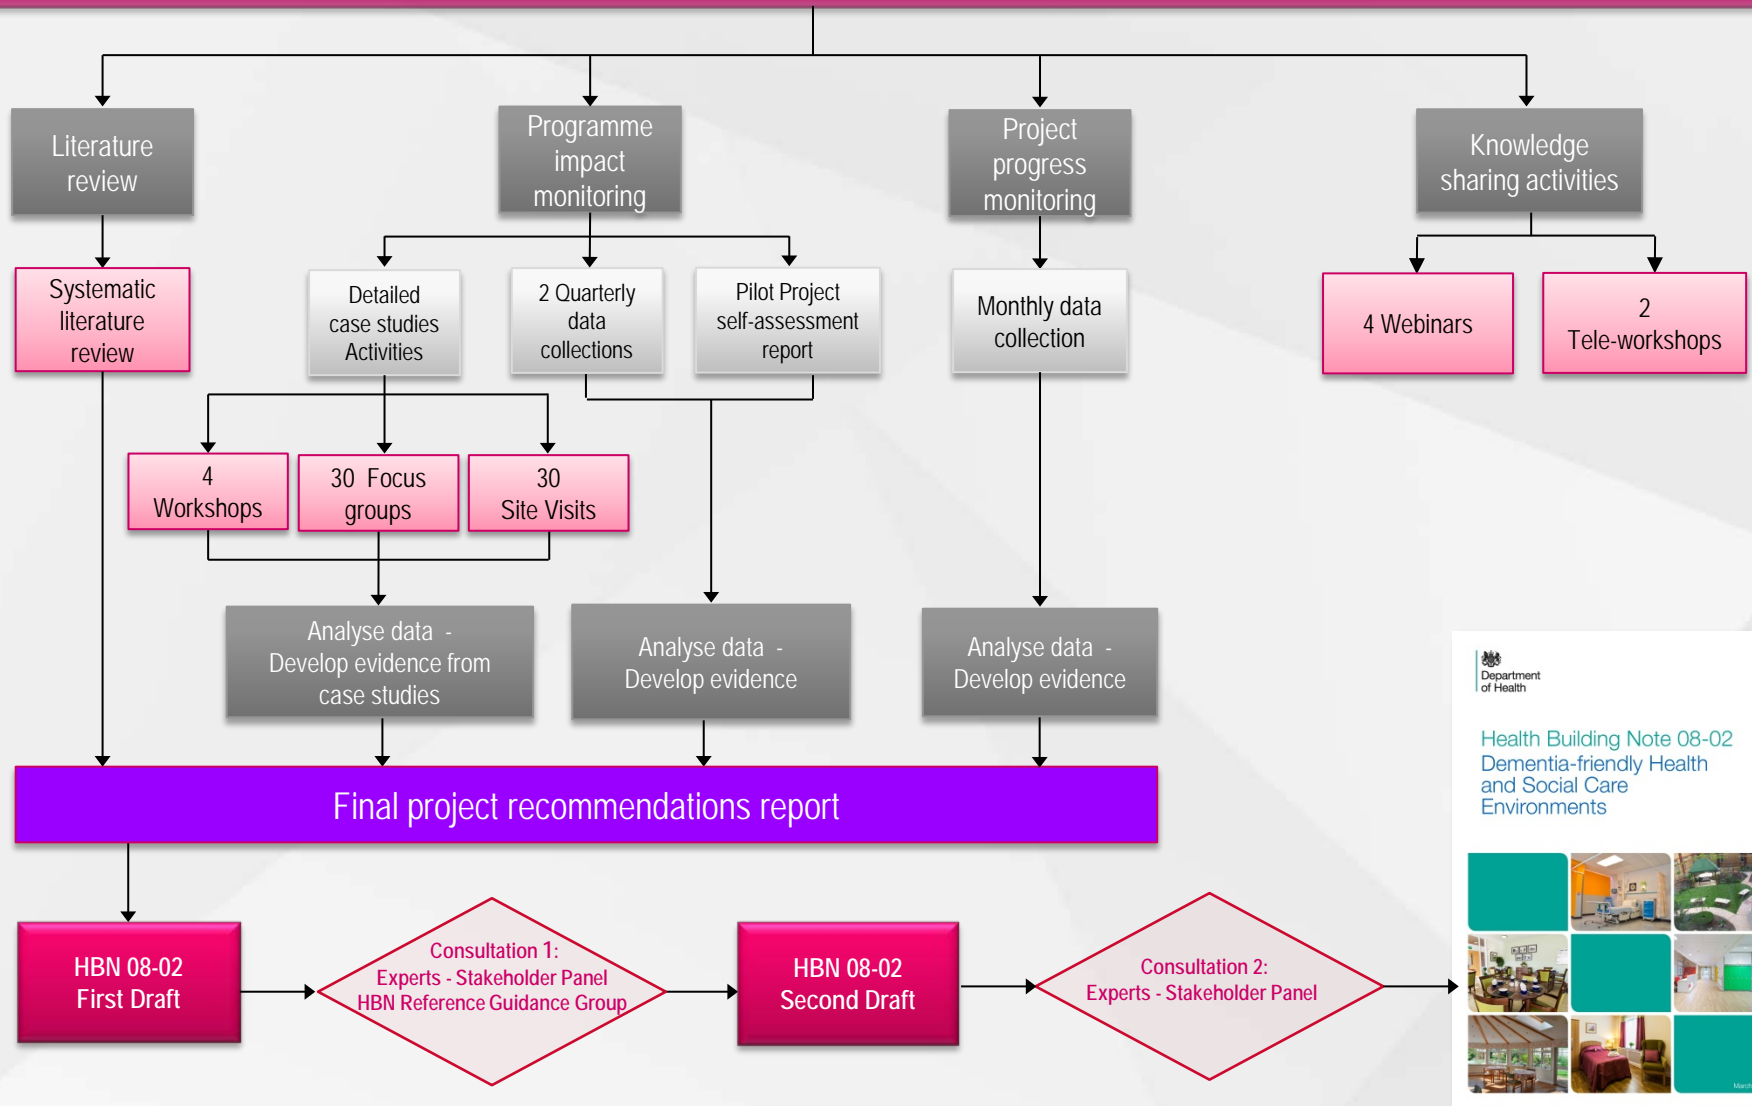 Literature
review
Programme
impact
monitoring
Project
progress
monitoring
Knowledge
sharing activities
Systematic
literature
review
Detailed
case studies
Activities
2 Quarterly
data
collections
Pilot Project
self-assessment
report
Monthly data
collection
4 Webinars
2
Tele-workshops
4
Workshops
30 Focus
groups
30
Site Visits
Analyse data -
Develop evidence from
case studies
Analyse data -
Develop evidence
Analyse data -
Develop evidence
Final project recommendations report
HBN 08-02
First Draft
Consultation 1:
Experts - Stakeholder Panel
HBN Reference Guidance Group
HBN 08-02
Second Draft
Consultation 2:
Experts - Stakeholder Panel
Department
of Health
Health Building Note 08-02
Dementia-friendly Health
and Social Care
Environments
March